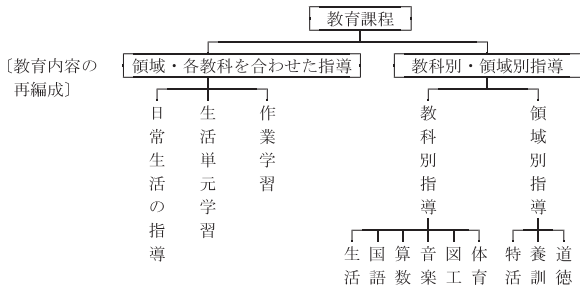 教育課程
〔教育内容の
再編成〕
領域・各教科を合わせた指導
教科別・領域別指導
日常生活の指導
生活単元学習
作業学習
教科別指導
領域別指導
生活
国語
算数
音楽
図工
体育
特活
養訓
道徳